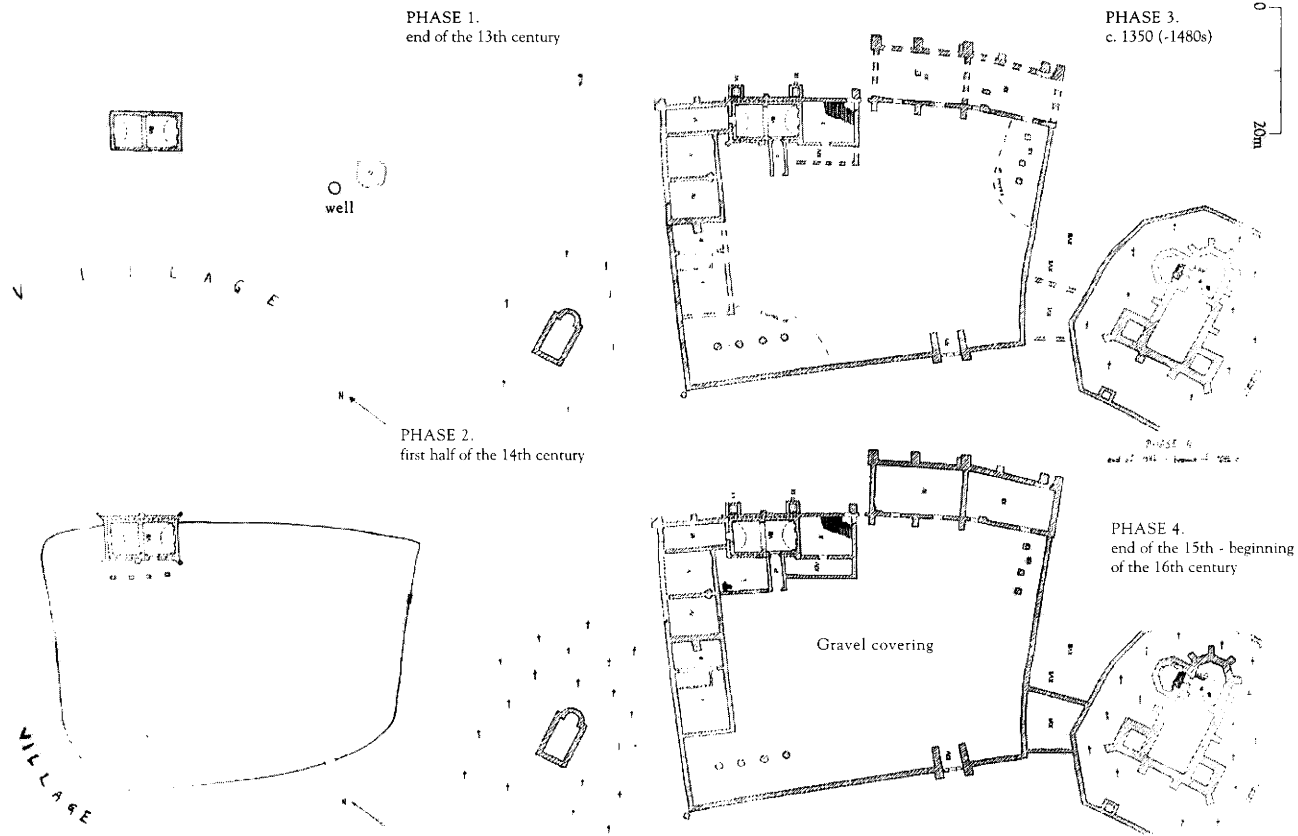 PHASE 1.
end of the 13th century
well
VILLAGE
N
PHASE 2.
first half of the 14th century
VILLAGE
N
PHASE 3.
c. 1350 (-1480s)
0
20m
PHASE 4.
end of the 15th - beginning
of the 16th century
Gravel covering